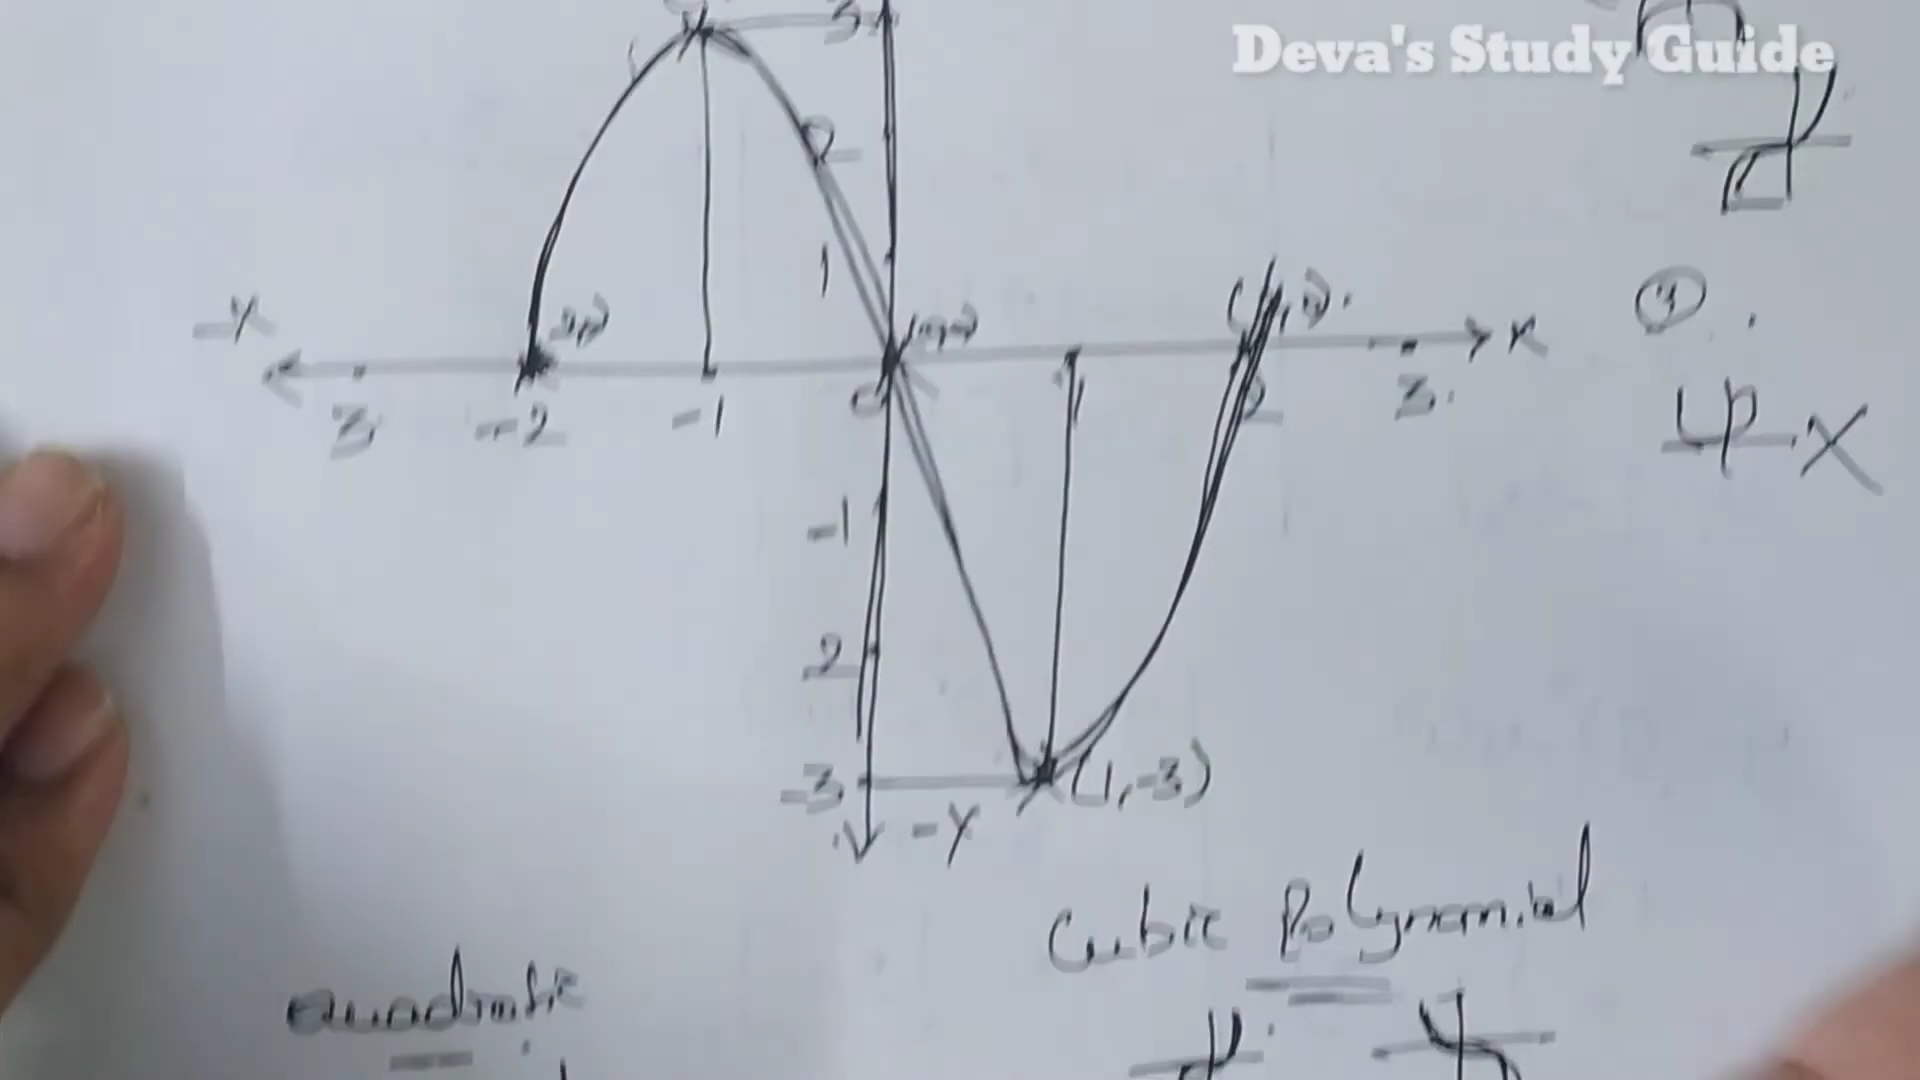 Deva's Study Guide
3
2
1
-X
X
3
-2
-1
0
1
2
3
-1
2
-3
(1,-3)
-Y
Cubic Polynomial
quadratic